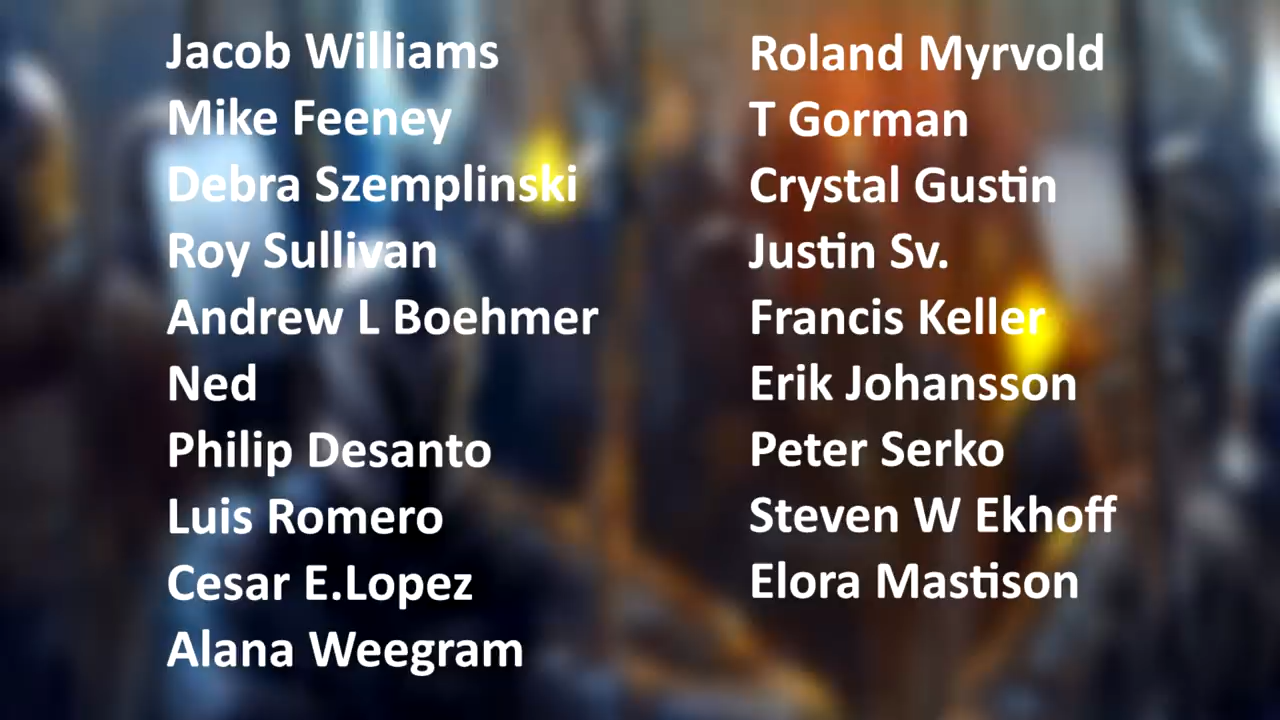 Jacob Williams
Mike Feeney
Debra Szemplinski
Roy Sullivan
Andrew L Boehmer
Ned
Philip Desanto
Luis Romero
Cesar E.Lopez
Alana Weegram
Roland Myrvold
T Gorman
Crystal Gustin
Justin Sv.
Francis Keller
Erik Johansson
Peter Serko
Steven W Ekhoff
Elora Mastison